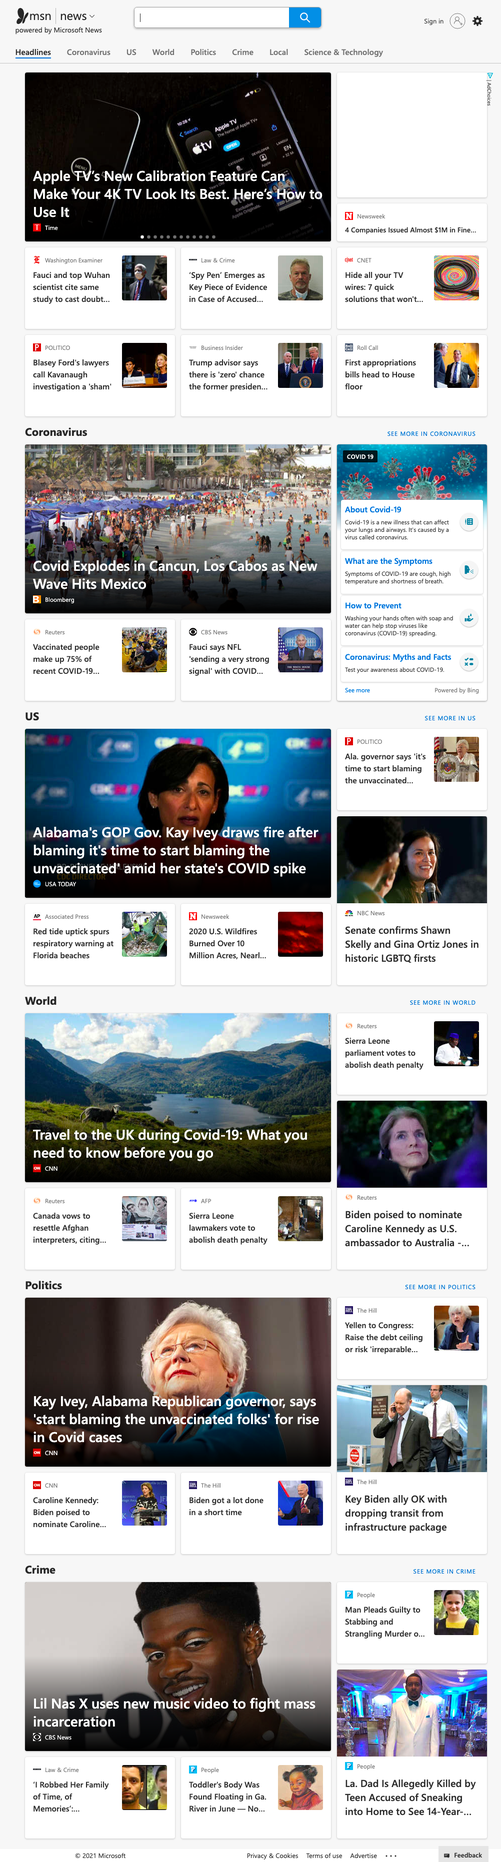 msn | news
powered by Microsoft News
Sign in
Headlines
Coronavirus
US
World
Politics
Crime
Local
Science & Technology
AdChoices
Apple TV's New Calibration Feature Can
Make Your 4K TV Look Its Best. Here's How to
Use It
Time
Newsweek
4 Companies Issued Almost $1M in Fine...
Washington Examiner
Fauci and top Wuhan
scientist cite same
study to cast doubt...
Law & Crime
'Spy Pen' Emerges as
Key Piece of Evidence
in Case of Accused...
CNET
Hide all your TV
wires: 7 quick
solutions that won't...
POLITICO
Blasey Ford's lawyers
call Kavanaugh
investigation a 'sham'
Business Insider
Trump advisor says
there is 'zero' chance
the former presiden...
Roll Call
First appropriations
bills head to House
floor
Coronavirus
SEE MORE IN CORONAVIRUS
Covid Explodes in Cancun, Los Cabos as New
Wave Hits Mexico
Bloomberg
COVID 19
About Covid-19
Covid-19 is a new illness that can affect
your lungs and airways. It's caused by a
virus called coronavirus.
What are the Symptoms
Symptoms of COVID-19 are cough, high
temperature and shortness of breath.
How to Prevent
Washing your hands often with soap and
water can help stop viruses like
coronavirus (COVID-19) spreading.
Coronavirus: Myths and Facts
Test your awareness about COVID-19.
See more
Powered by Bing
Reuters
Vaccinated people
make up 75% of
recent COVID-19...
CBS News
Fauci says NFL
'sending a very strong
signal' with COVID...
US
SEE MORE IN US
Alabama's GOP Gov. Kay Ivey draws fire after
blaming it's time to start blaming the
unvaccinated' amid her state's COVID spike
USA TODAY
POLITICO
Ala. governor says 'it's
time to start blaming
the unvaccinated...
NBC News
Senate confirms Shawn
Skelly and Gina Ortiz Jones in
historic LGBTQ firsts
Associated Press
Red tide uptick spurs
respiratory warning at
Florida beaches
Newsweek
2020 U.S. Wildfires
Burned Over 10
Million Acres, Nearl...
World
SEE MORE IN WORLD
Travel to the UK during Covid-19: What you
need to know before you go
CNN
Reuters
Sierra Leone
parliament votes to
abolish death penalty
Reuters
Biden poised to nominate
Caroline Kennedy as U.S.
ambassador to Australia -...
Reuters
Canada vows to
resettle Afghan
interpreters, citing...
AFP
Sierra Leone
lawmakers vote to
abolish death penalty
Politics
SEE MORE IN POLITICS
Kay Ivey, Alabama Republican governor, says
'start blaming the unvaccinated folks' for rise
in Covid cases
CNN
The Hill
Yellen to Congress:
Raise the debt ceiling
or risk 'irreparable...
The Hill
Key Biden ally OK with
dropping transit from
infrastructure package
CNN
Caroline Kennedy:
Biden poised to
nominate Caroline...
The Hill
Biden got a lot done
in a short time
Crime
SEE MORE IN CRIME
Lil Nas X uses new music video to fight mass
incarceration
CBS News
People
Man Pleads Guilty to
Stabbing and
Strangling Murder o...
People
La. Dad Is Allegedly Killed by
Teen Accused of Sneaking
into Home to See 14-Year-...
Law & Crime
'I Robbed Her Family
of Time, of
Memories':...
People
Toddler's Body Was
Found Floating in Ga.
River in June — No...
© 2021 Microsoft
Privacy & Cookies
Terms of use
Advertise
Feedback